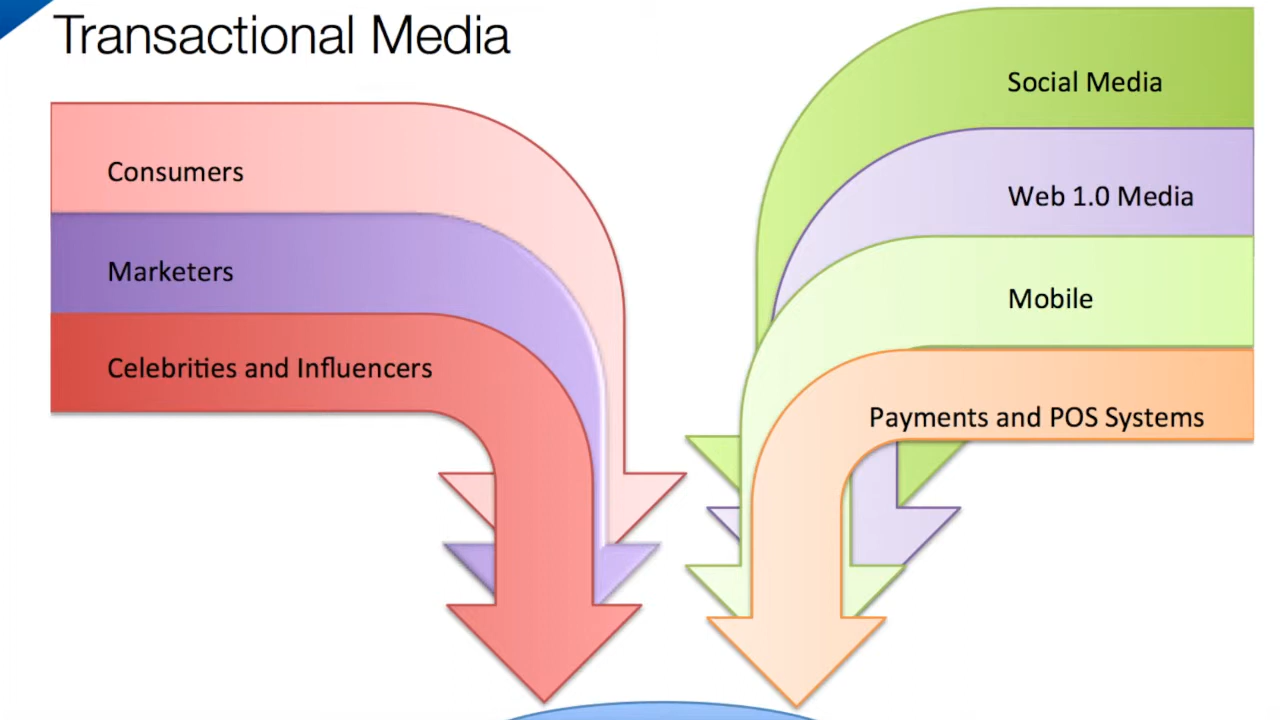 Transactional Media
Consumers
Marketers
Celebrities and Influencers
Social Media
Web 1.0 Media
Mobile
Payments and POS Systems